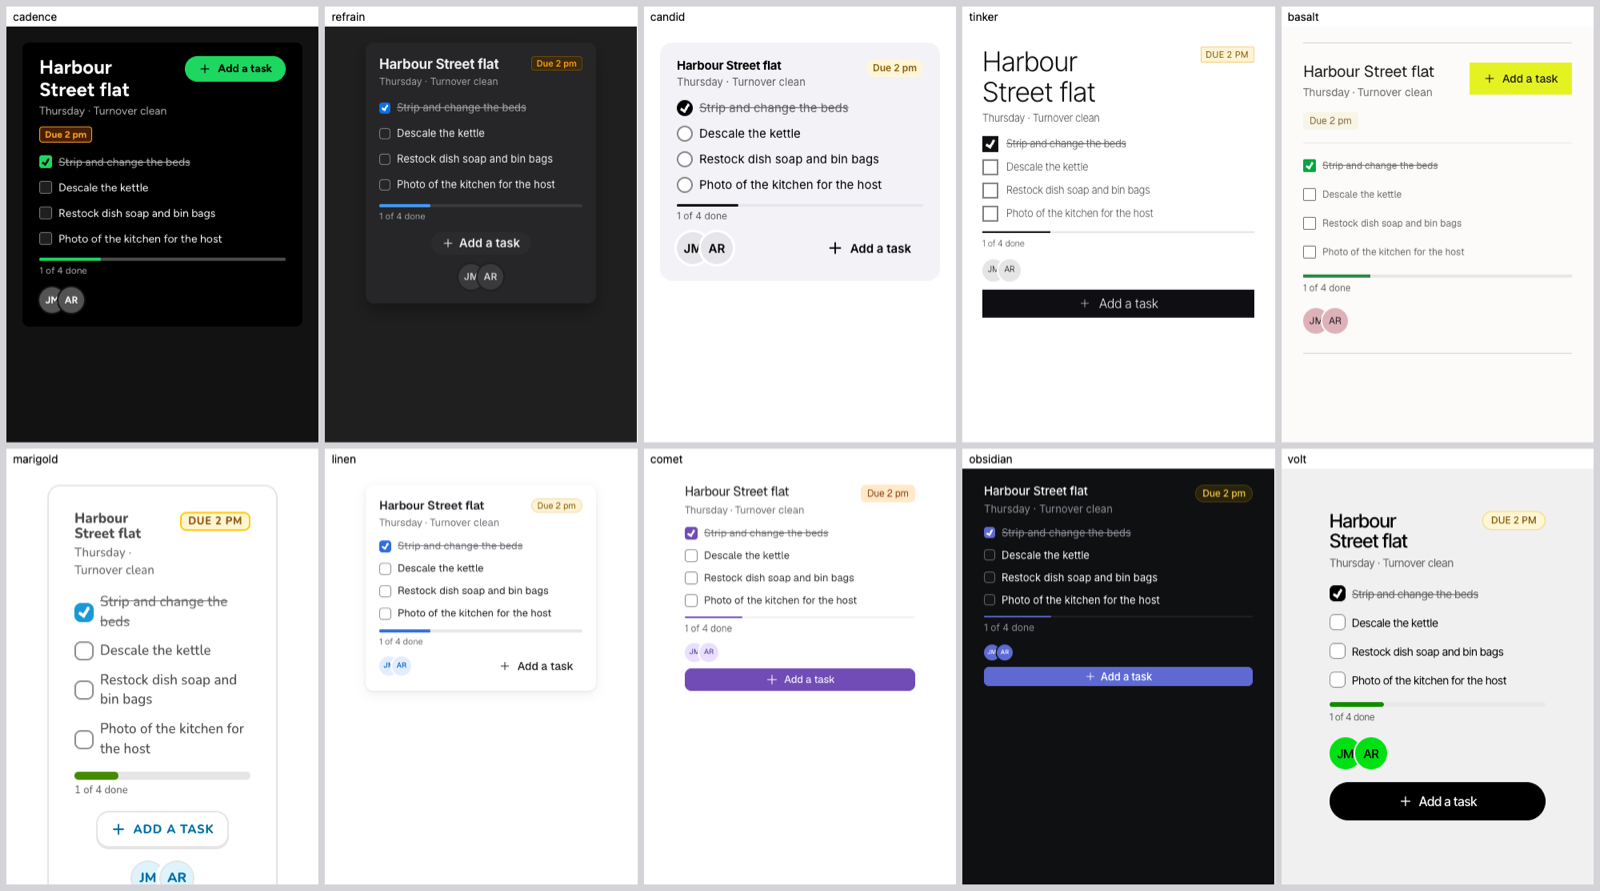 cadence
Harbour
Street flat
+ Add a task
Thursday · Turnover clean
Due 2 pm
Strip and change the beds
Descale the kettle
Restock dish soap and bin bags
Photo of the kitchen for the host
1 of 4 done
JM AR
refrain
Harbour Street flat
Due 2 pm
Thursday · Turnover clean
Strip and change the beds
Descale the kettle
Restock dish soap and bin bags
Photo of the kitchen for the host
1 of 4 done
+ Add a task
JM AR
candid
Harbour Street flat
Due 2 pm
Thursday · Turnover clean
Strip and change the beds
Descale the kettle
Restock dish soap and bin bags
Photo of the kitchen for the host
1 of 4 done
JM AR
+ Add a task
tinker
Harbour
Street flat
DUE 2 PM
Thursday · Turnover clean
Strip and change the beds
Descale the kettle
Restock dish soap and bin bags
Photo of the kitchen for the host
1 of 4 done
JM AR
+ Add a task
basalt
Harbour Street flat
+ Add a task
Thursday · Turnover clean
Due 2 pm
Strip and change the beds
Descale the kettle
Restock dish soap and bin bags
Photo of the kitchen for the host
1 of 4 done
JM AR
marigold
Harbour
Street flat
DUE 2 PM
Thursday ·
Turnover clean
Strip and change the
beds
Descale the kettle
Restock dish soap and
bin bags
Photo of the kitchen for
the host
1 of 4 done
+ ADD A TASK
JM AR
linen
Harbour Street flat
Due 2 pm
Thursday · Turnover clean
Strip and change the beds
Descale the kettle
Restock dish soap and bin bags
Photo of the kitchen for the host
1 of 4 done
JM AR
+ Add a task
comet
Harbour Street flat
Due 2 pm
Thursday · Turnover clean
Strip and change the beds
Descale the kettle
Restock dish soap and bin bags
Photo of the kitchen for the host
1 of 4 done
JM AR
+ Add a task
obsidian
Harbour Street flat
Due 2 pm
Thursday · Turnover clean
Strip and change the beds
Descale the kettle
Restock dish soap and bin bags
Photo of the kitchen for the host
1 of 4 done
JM AR
+ Add a task
volt
Harbour
Street flat
DUE 2 PM
Thursday · Turnover clean
Strip and change the beds
Descale the kettle
Restock dish soap and bin bags
Photo of the kitchen for the host
1 of 4 done
JM AR
+ Add a task